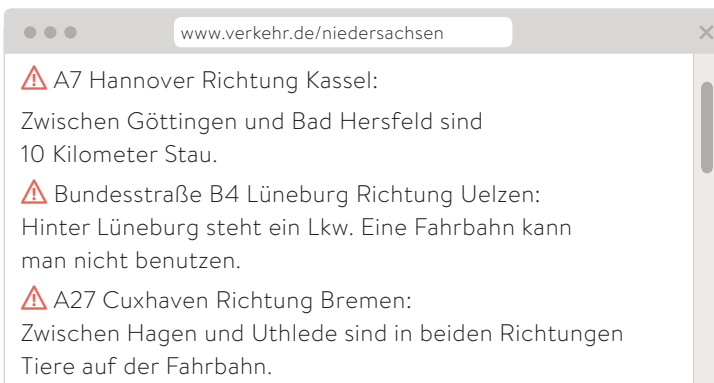 www.verkehr.de/niedersachsen
A7 Hannover Richtung Kassel:
Zwischen Göttingen und Bad Hersfeld sind
10 Kilometer Stau.
Bundesstraße B4 Lüneburg Richtung Uelzen:
Hinter Lüneburg steht ein Lkw. Eine Fahrbahn kann
man nicht benutzen.
A27 Cuxhaven Richtung Bremen:
Zwischen Hagen und Uthlede sind in beiden Richtungen
Tiere auf der Fahrbahn.